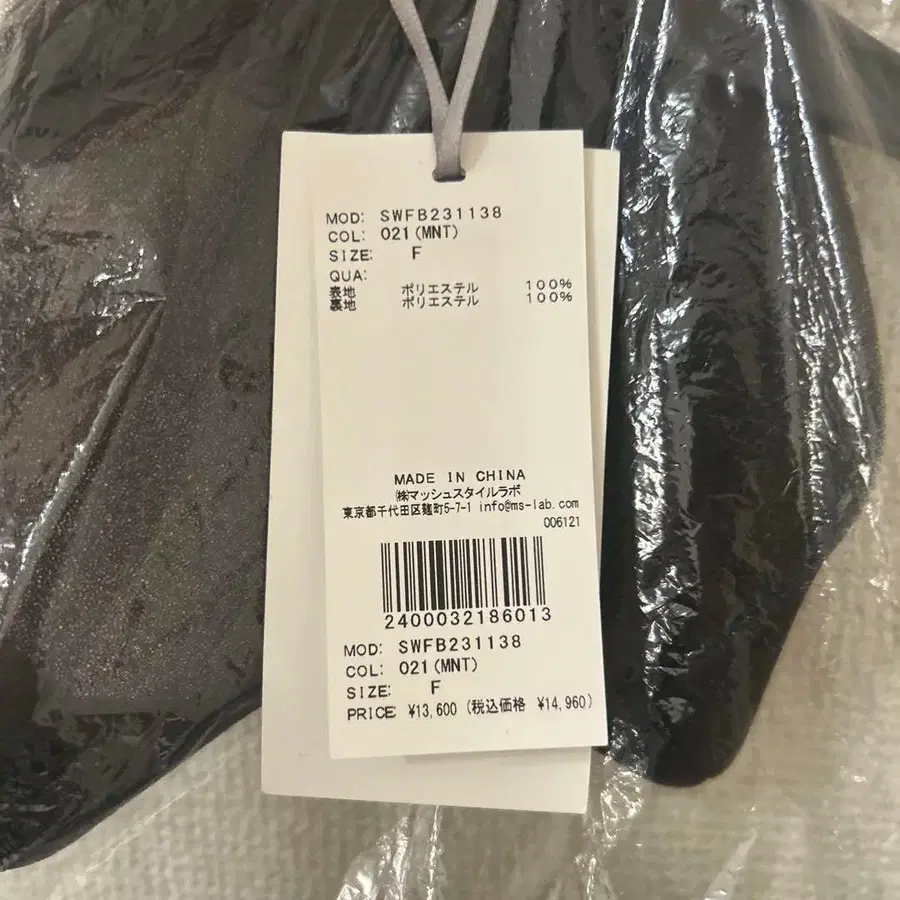 MOD: SWFB231138
COL: 021(MNT)
SIZE: F
QUA:
表地 ポリエステル 100%
裏地 ポリエステル 100%
MADE IN CHINA
㈱マッシュスタイルラボ
東京都千代田区麹町5-7-1 info@ms-lab.com
006121
2400032186013
MOD: SWFB231138
COL: 021(MNT)
SIZE: F
PRICE: ¥13,600 (税込価格 ¥14,960)